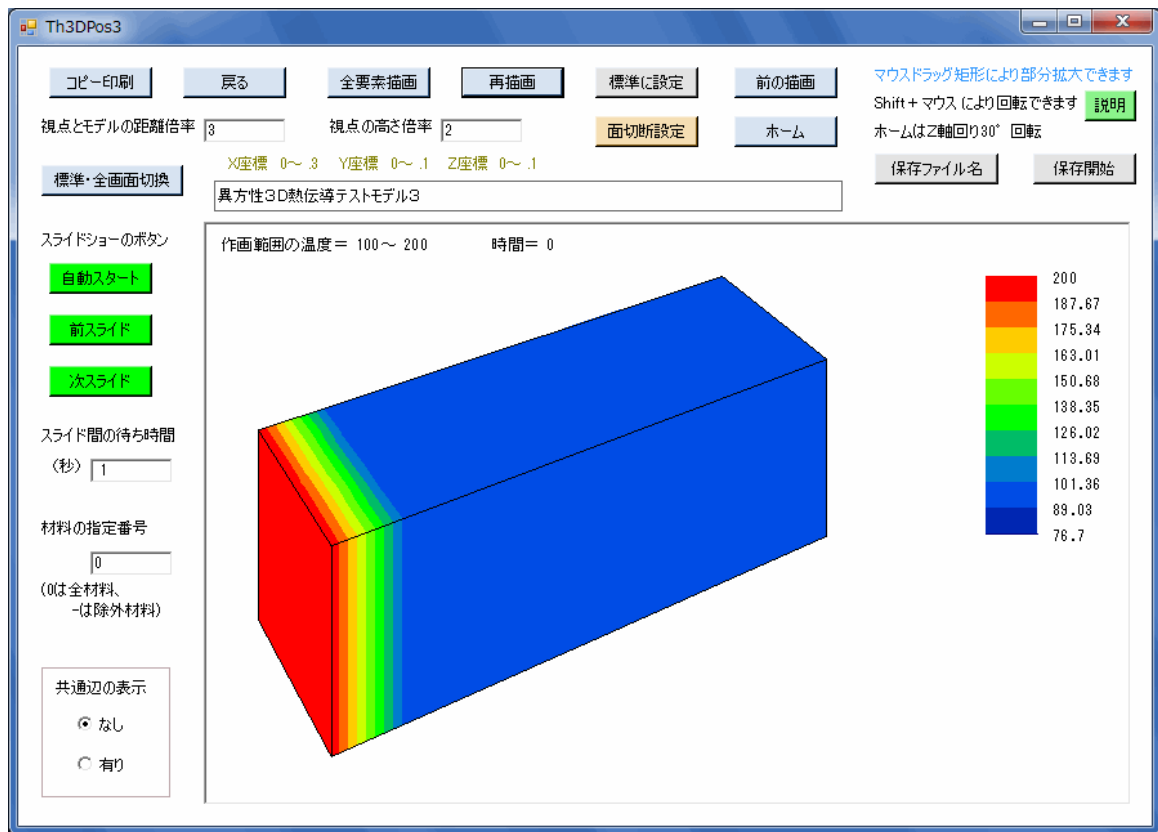 Th3DPos3
コピー印刷 戻る 全要素描画 再描画 標準に設定 前の描画
マウスドラッグ矩形により部分拡大できます
Shift+マウス により回転できます 説明
視点とモデルの距離倍率 3 視点の高さ倍率 2 面切断設定 ホーム
ホームはZ軸回り30° 回転
標準・全画面切換
X座標 0～ .3 Y座標 0～ .1 Z座標 0～ .1
保存ファイル名 保存開始
異方性3D熱伝導テストモデル3
スライドショーのボタン
自動スタート
前スライド
次スライド
スライド間の待ち時間
(秒) 1
材料の指定番号
0
(0は全材料、
-は除外材料)
共通辺の表示
なし
有り
作画範囲の温度= 100～ 200 時間= 0
200
187.67
175.34
163.01
150.68
138.35
126.02
113.69
101.36
89.03
76.7